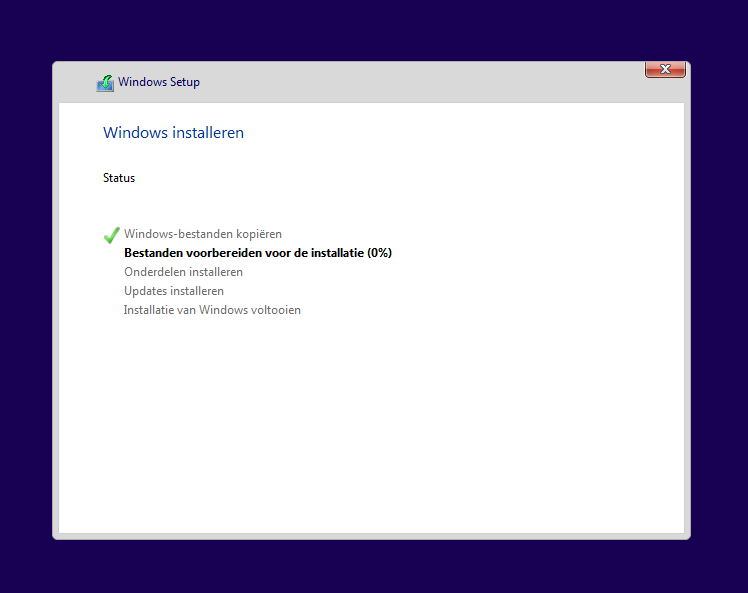 Windows Setup
Windows installeren
Status
Windows-bestanden kopiëren
Bestanden voorbereiden voor de installatie (0%)
Onderdelen installeren
Updates installeren
Installatie van Windows voltooien